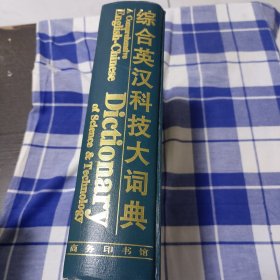 综合英汉科技大词典
A Comprehensive
English-Chinese
Dictionary
of Science & Technology
商务印书馆